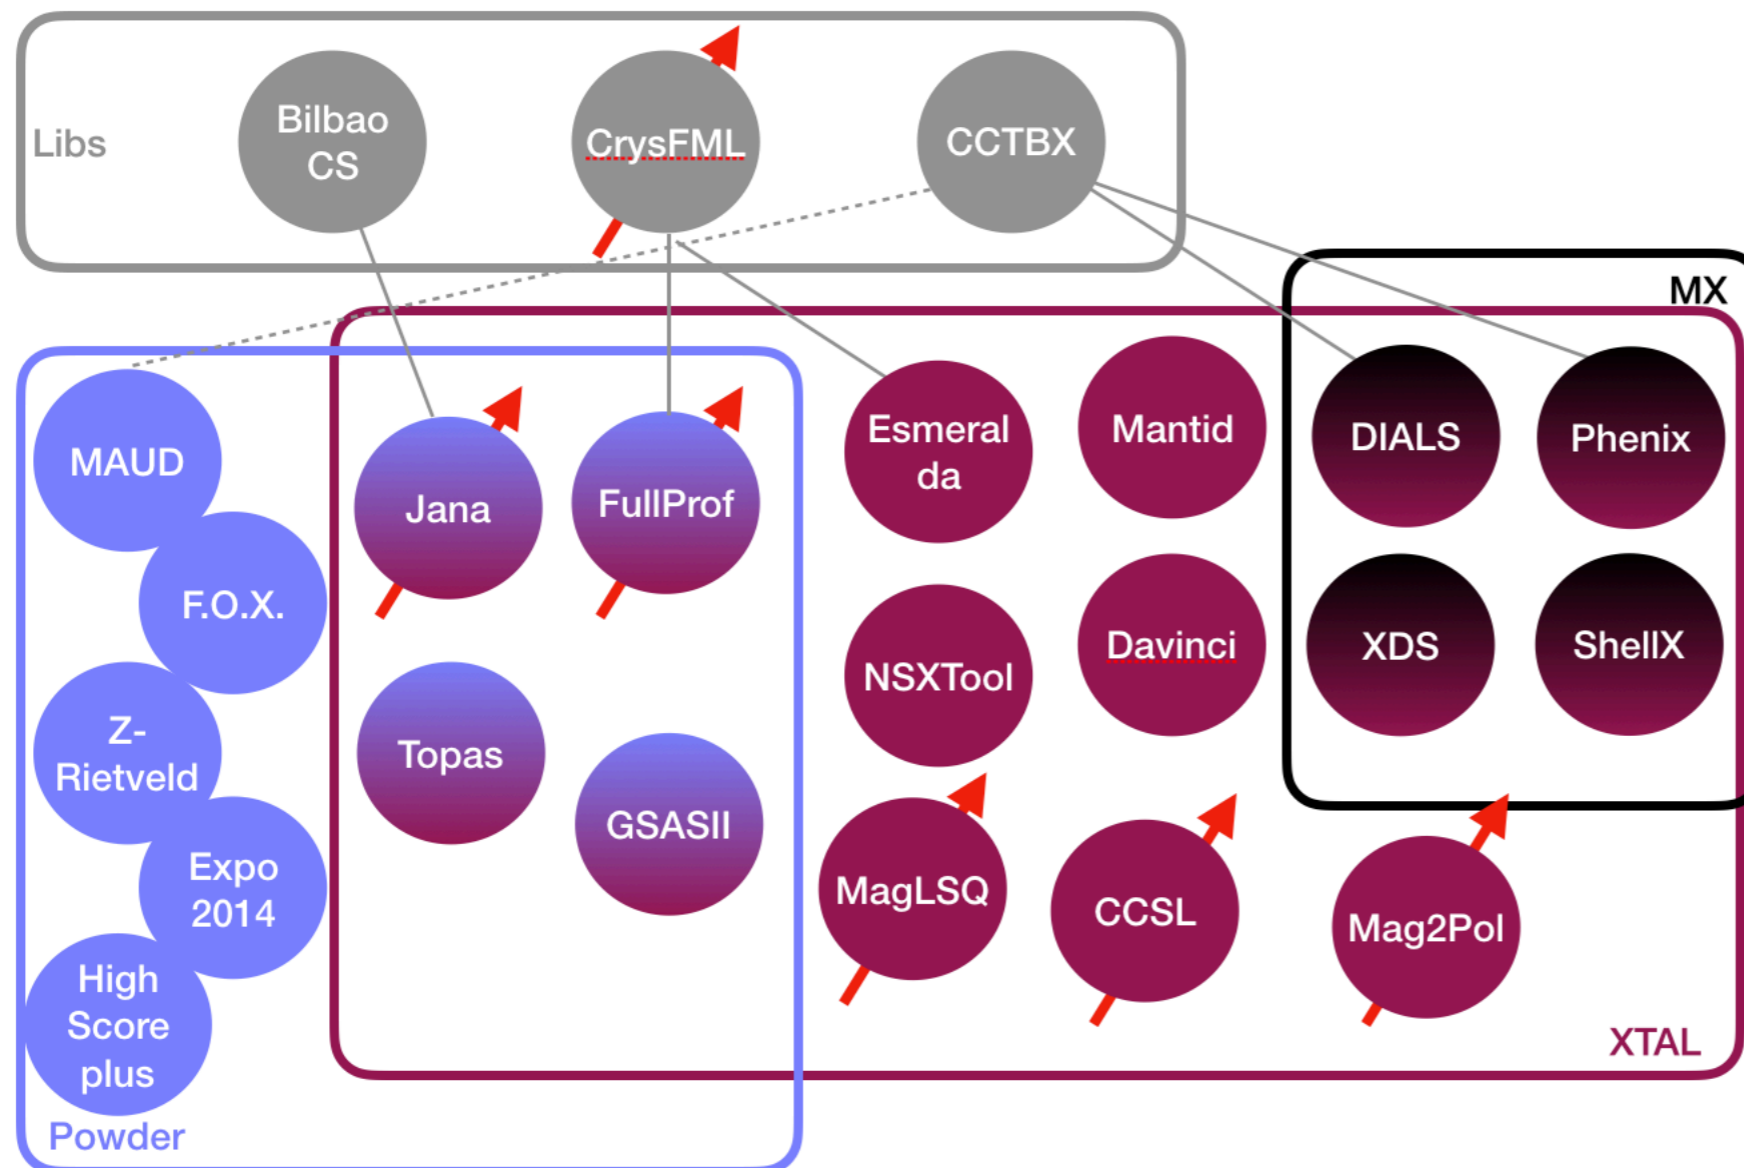 Libs
Bilbao
CS
CrysFML
CCTBX
MX
MAUD
Jana
FullProf
Esmeral
da
Mantid
DIALS
Phenix
F.O.X.
NSXTool
Davinci
XDS
ShellX
Z-
Rietveld
Topas
GSASII
Expo
2014
MagLSQ
CCSL
Mag2Pol
High
Score
plus
XTAL
Powder